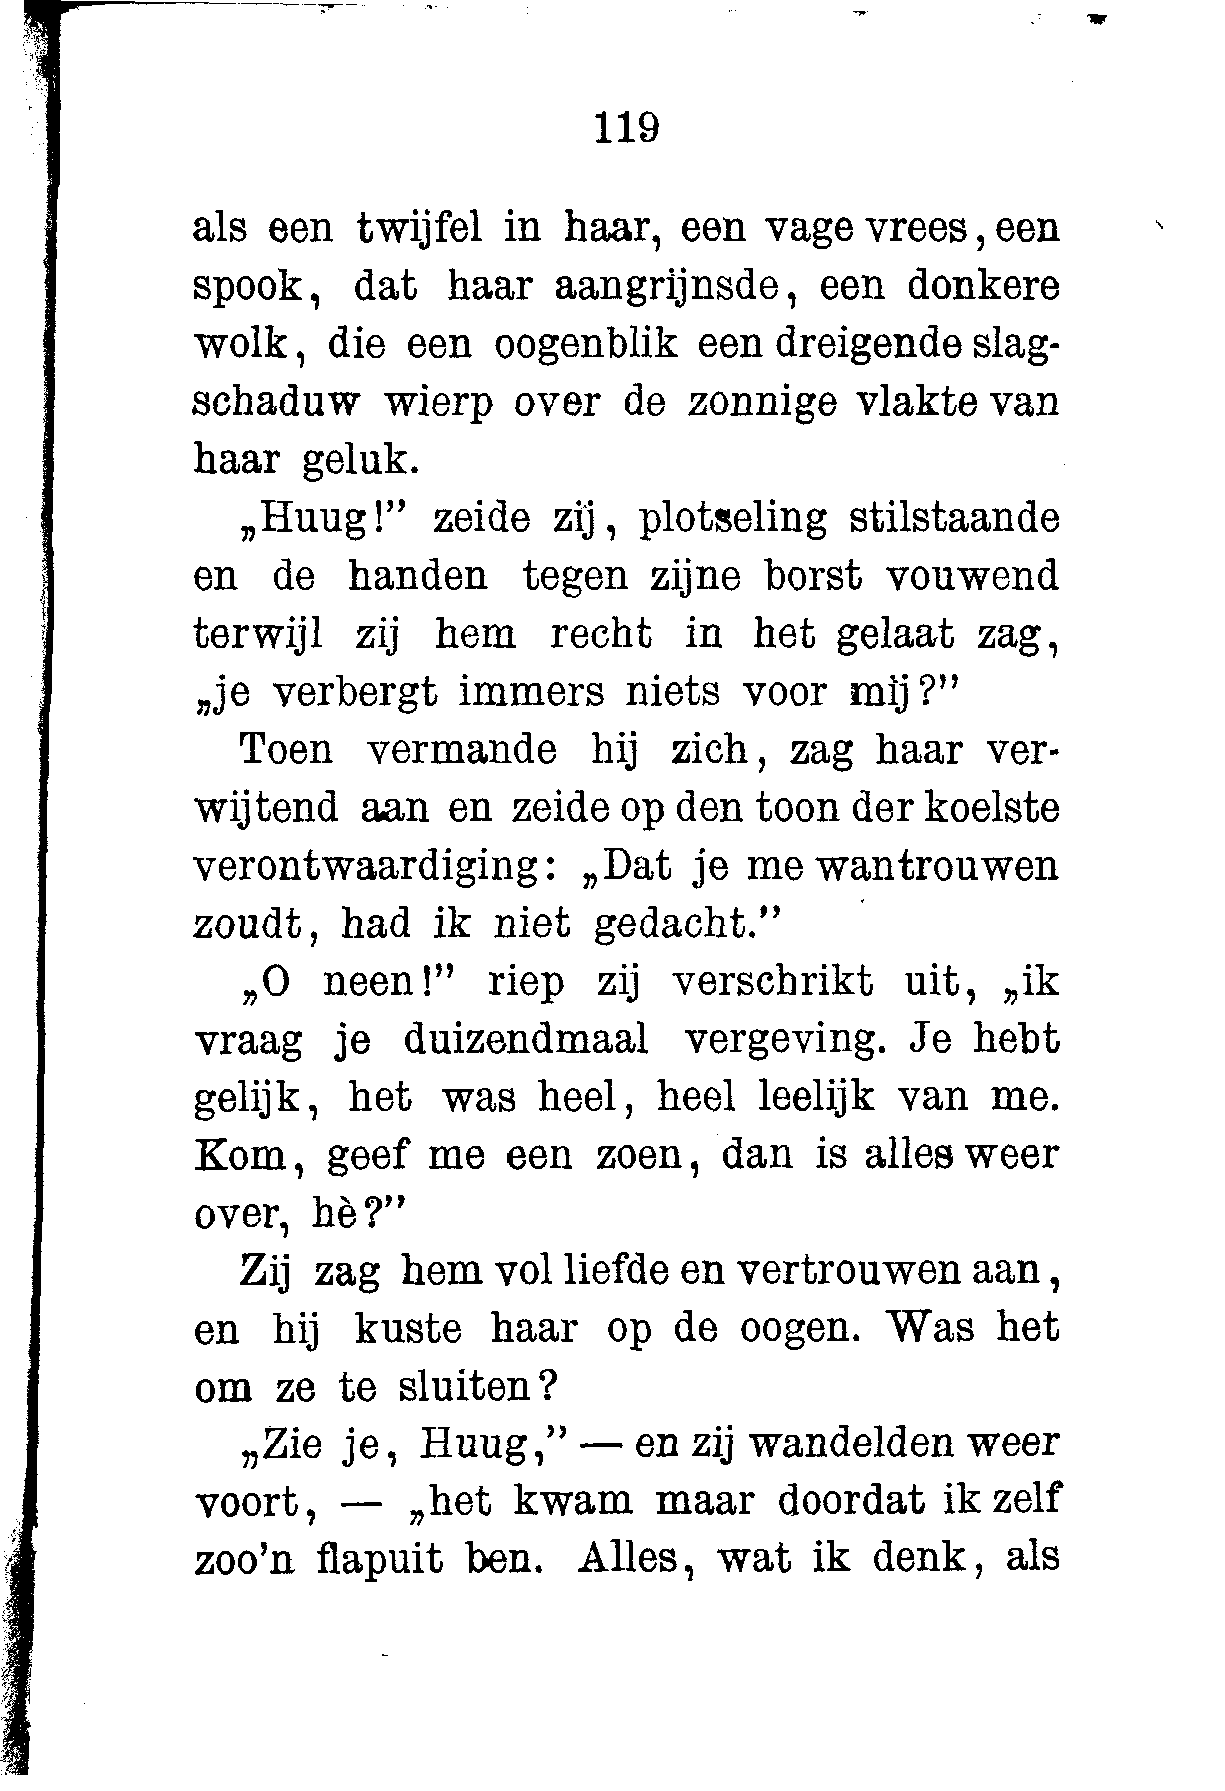 119
als een twijfel in haar, een vage vrees, een
spook, dat haar aangrijnsde, een donkere
wolk, die een oogenblik een dreigende slag-
schaduw wierp over de zonnige vlakte van
haar geluk.
„Huug!” zeide zij, plotseling stilstaande
en de handen tegen zijne borst vouwend
terwijl zij hem recht in het gelaat zag,
„je verbergt immers niets voor mij?”
Toen vermande hij zich, zag haar ver-
wijtend aan en zeide op den toon der koelste
verontwaardiging: „Dat je me wantrouwen
zoudt, had ik niet gedacht.”
„O neen!” riep zij verschrikt uit, „ik
vraag je duizendmaal vergeving. Je hebt
gelijk, het was heel, heel leelijk van me.
Kom, geef me een zoen, dan is alles weer
over, hè?”
Zij zag hem vol liefde en vertrouwen aan,
en hij kuste haar op de oogen. Was het
om ze te sluiten?
„Zie je, Huug,” — en zij wandelden weer
voort, — „het kwam maar doordat ik zelf
zoo’n flapuit ben. Alles, wat ik denk, als